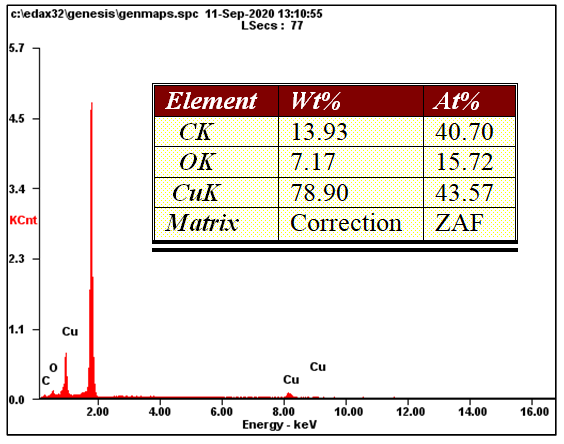 c:\edax32\genesis\genmaps.spc 11-Sep-2020 13:10:55
LSecs : 77
5.7
4.5
3.4
KCnt
2.3
1.1
0.0
Element Wt% At%
CK 13.93 40.70
OK 7.17 15.72
CuK 78.90 43.57
Matrix Correction ZAF
C
O
Cu
Cu
Cu
2.00 4.00 6.00 8.00 10.00 12.00 14.00 16.00
Energy - keV